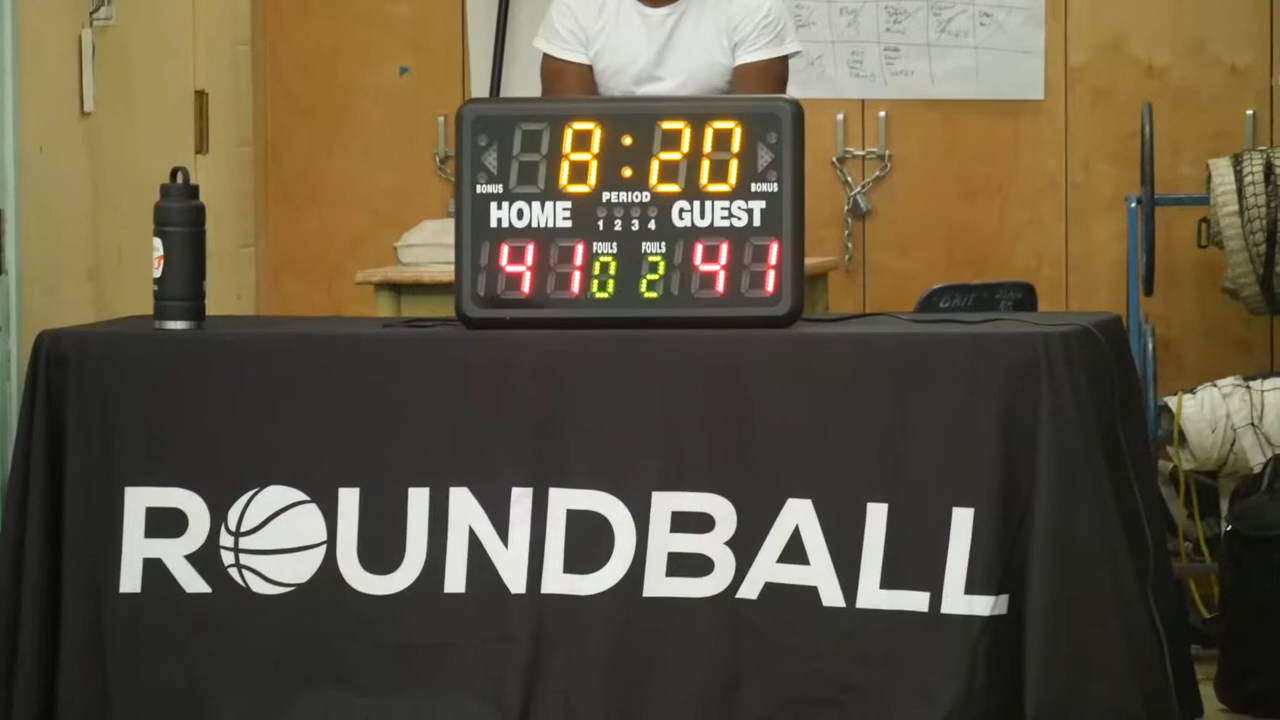 8:20
BONUS
PERIOD
BONUS
HOME
1 2 3 4
GUEST
41
FOULS
0
FOULS
2
41
ROUNDBALL